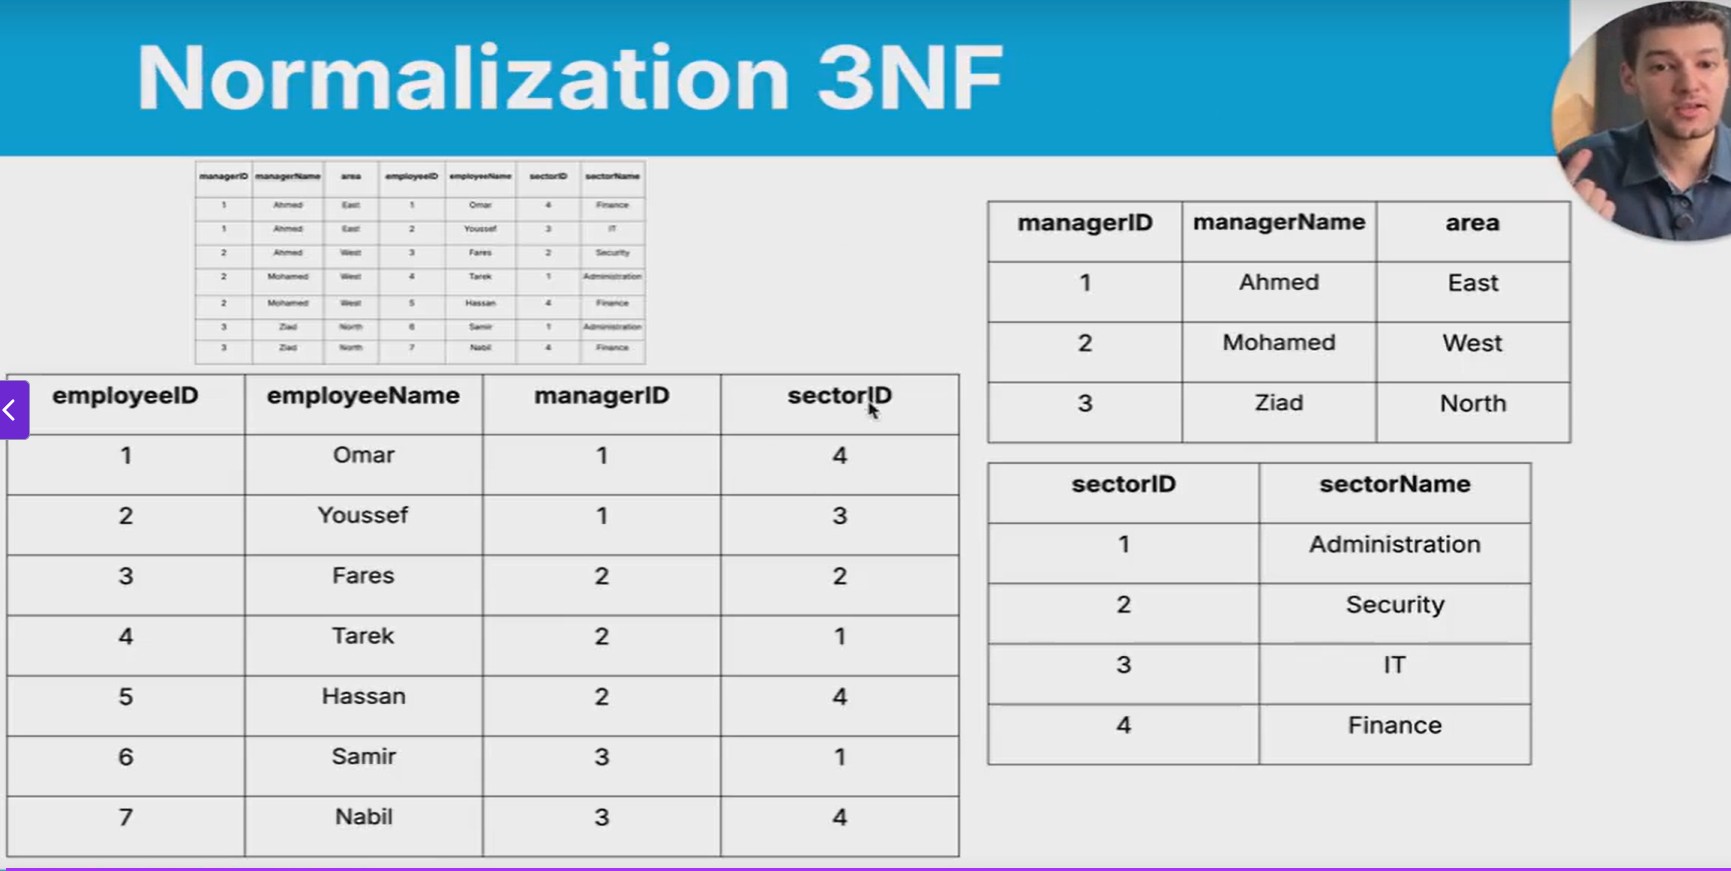 Normalization 3NF
managerID managerName area employeeID employeeName sectorID sectorName
1 Ahmed East 1 Omar 4 Finance
1 Ahmed East 2 Youssef 3 IT
2 Ahmed West 3 Fares 2 Security
2 Mohamed West 4 Tarek 1 Administration
2 Mohamed West 5 Hassan 4 Finance
3 Ziad North 6 Samir 1 Administration
3 Ziad North 7 Nabil 4 Finance
employeeID employeeName managerID sectorID
1 Omar 1 4
2 Youssef 1 3
3 Fares 2 2
4 Tarek 2 1
5 Hassan 2 4
6 Samir 3 1
7 Nabil 3 4
managerID managerName area
1 Ahmed East
2 Mohamed West
3 Ziad North
sectorID sectorName
1 Administration
2 Security
3 IT
4 Finance